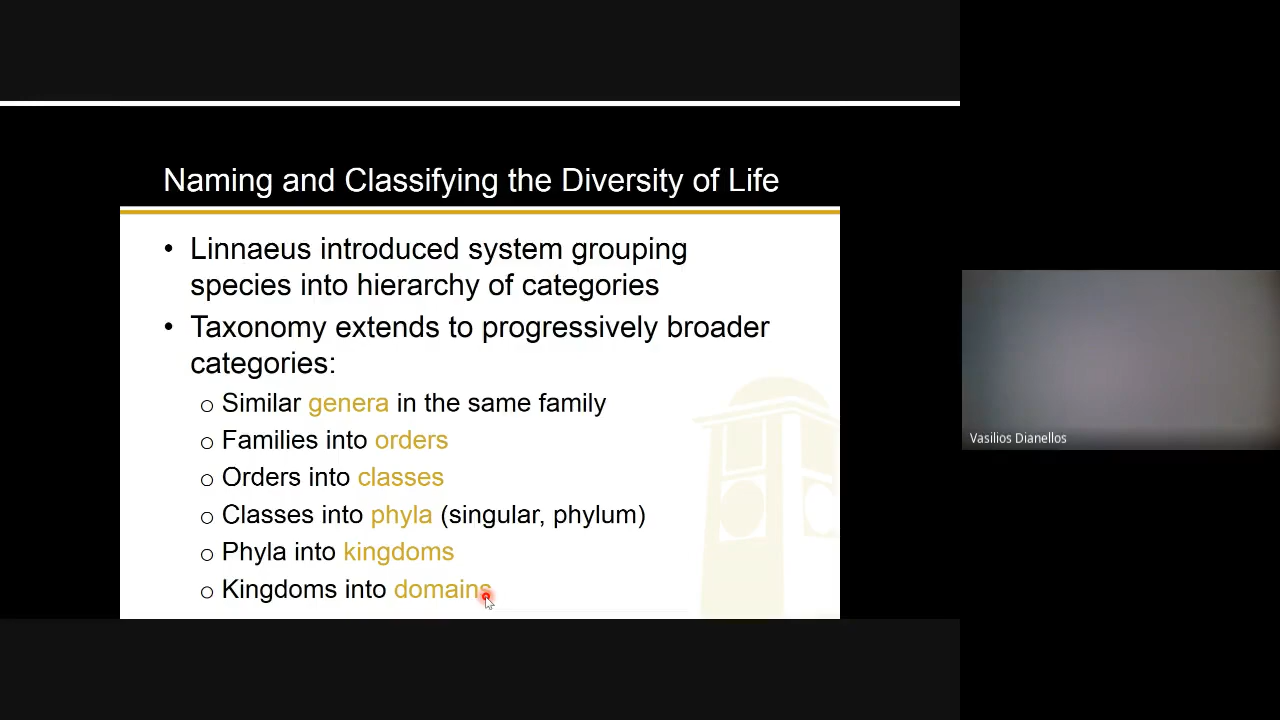 Naming and Classifying the Diversity of Life
• Linnaeus introduced system grouping
species into hierarchy of categories
• Taxonomy extends to progressively broader
categories:
o Similar genera in the same family
o Families into orders
o Orders into classes
o Classes into phyla (singular, phylum)
o Phyla into kingdoms
o Kingdoms into domains
Vasilios Dianellos